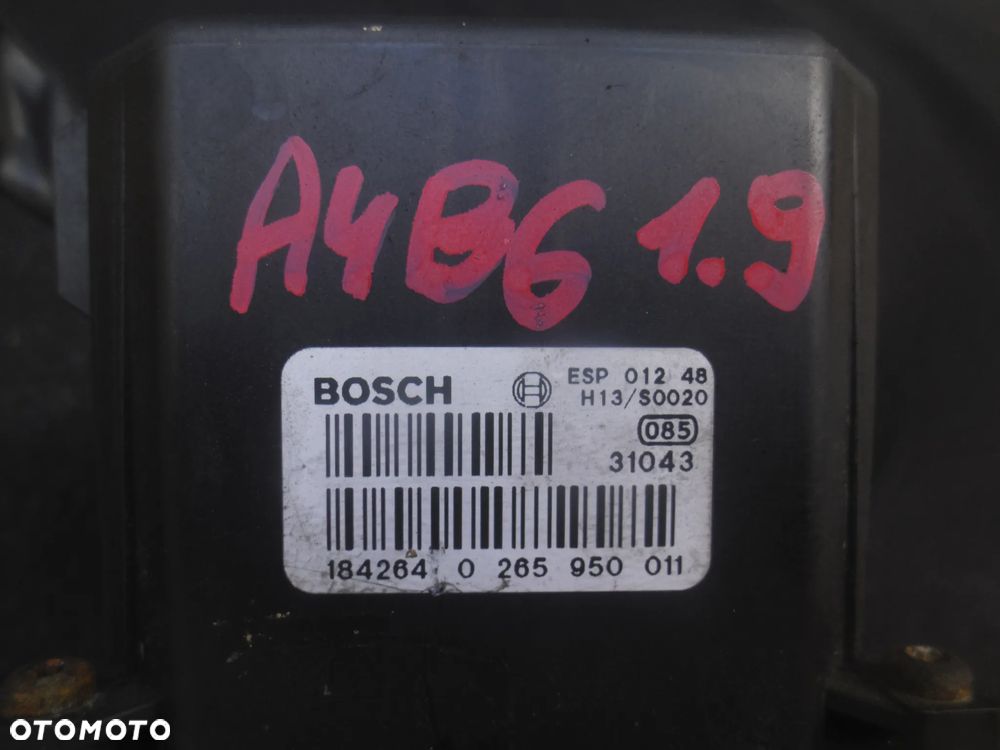 A4B6 1.9
BOSCH ESP 012 48
H13/S0020
085
31043
184264 0 265 950 011
OTOMOTO